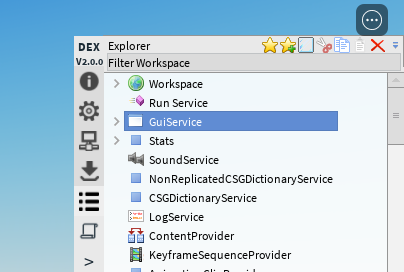 DEX
Explorer
V2.0.0
Filter Workspace
Workspace
Run Service
GuiService
Stats
SoundService
NonReplicatedCSGDictionaryService
CSGDictionaryService
LogService
ContentProvider
KeyframeSequenceProvider